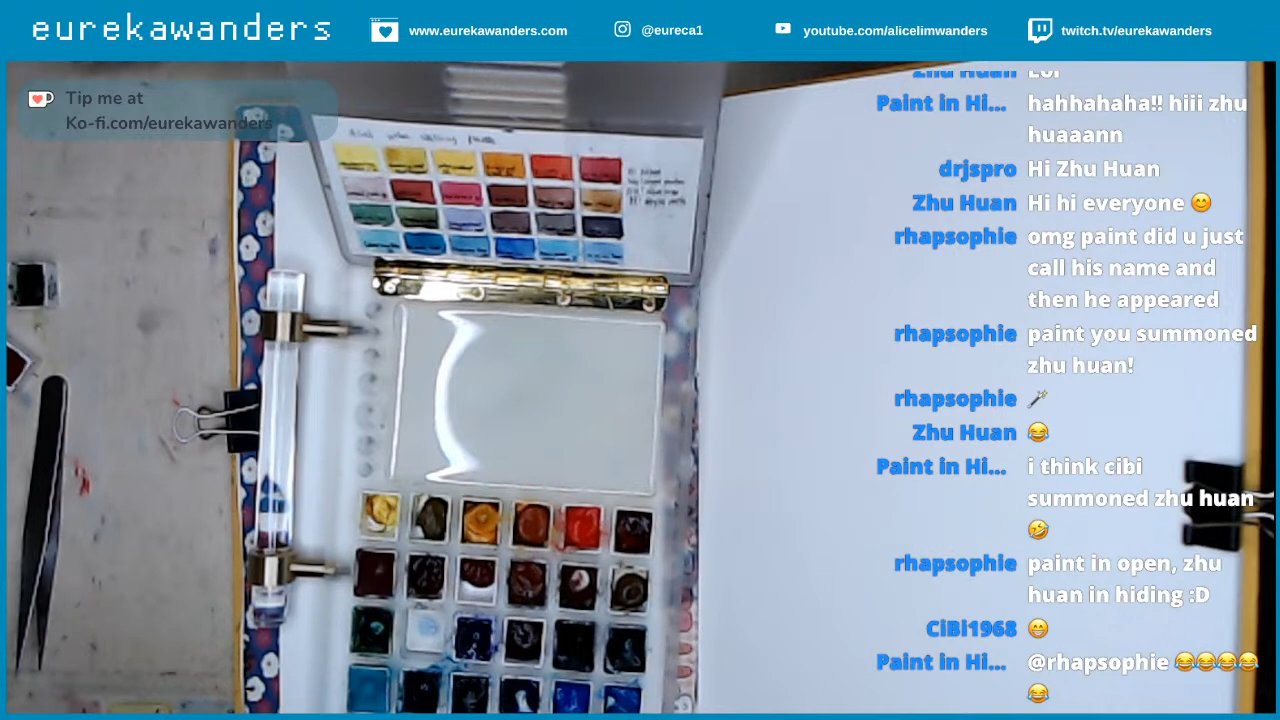 eurekawanders
www.eurekawanders.com
@eureca1
youtube.com/alicelimwanders
twitch.tv/eurekawanders
Tip me at
Ko-fi.com/eurekawanders
Zhu Huan Lol
Paint in Hi... hahhahaha!! hiii zhu
huaaann
drjspro Hi Zhu Huan
Zhu Huan Hi hi everyone 😊
rhapsophie omg paint did u just
call his name and
then he appeared
rhapsophie paint you summoned
zhu huan!
rhapsophie 🪄
Zhu Huan 😂
Paint in Hi... i think cibi
summoned zhu huan
🤣
rhapsophie paint in open, zhu
huan in hiding :D
CiBi1968 😁
Paint in Hi... @rhapsophie 😂😂😂😂
😂